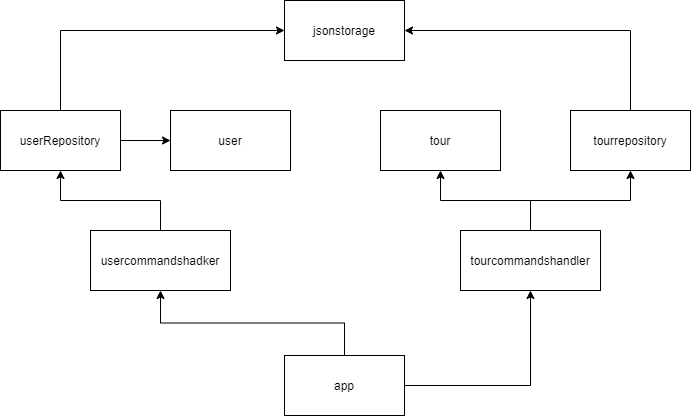 jsonstorage
userRepository
user
tour
tourrepository
usercommandshadker
tourcommandshandler
app